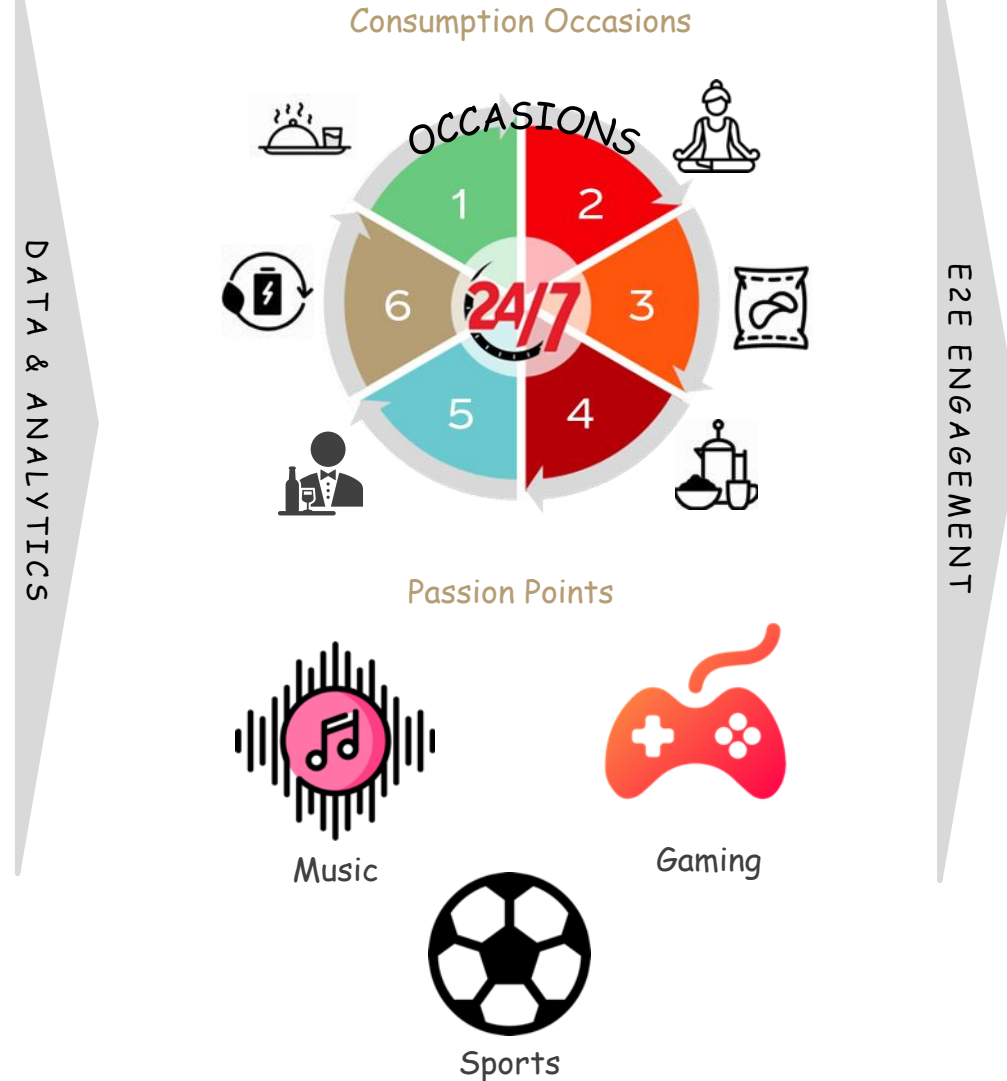 Consumption Occasions
OCCASIONS
1
2
6
24/7
3
5
4
DATA & ANALYTICS
E2E ENGAGEMENT
Passion Points
Music
Gaming
Sports